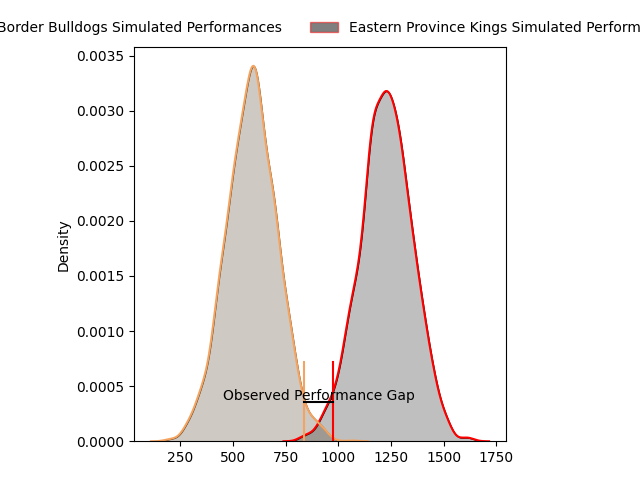 Border Bulldogs Simulated Performances
Eastern Province Kings Simulated Perform
0.0035
0.0030
0.0025
0.0020
0.0015
0.0010
0.0005
0.0000
Density
Observed Performance Gap
250 500 750 1000 1250 1500 1750